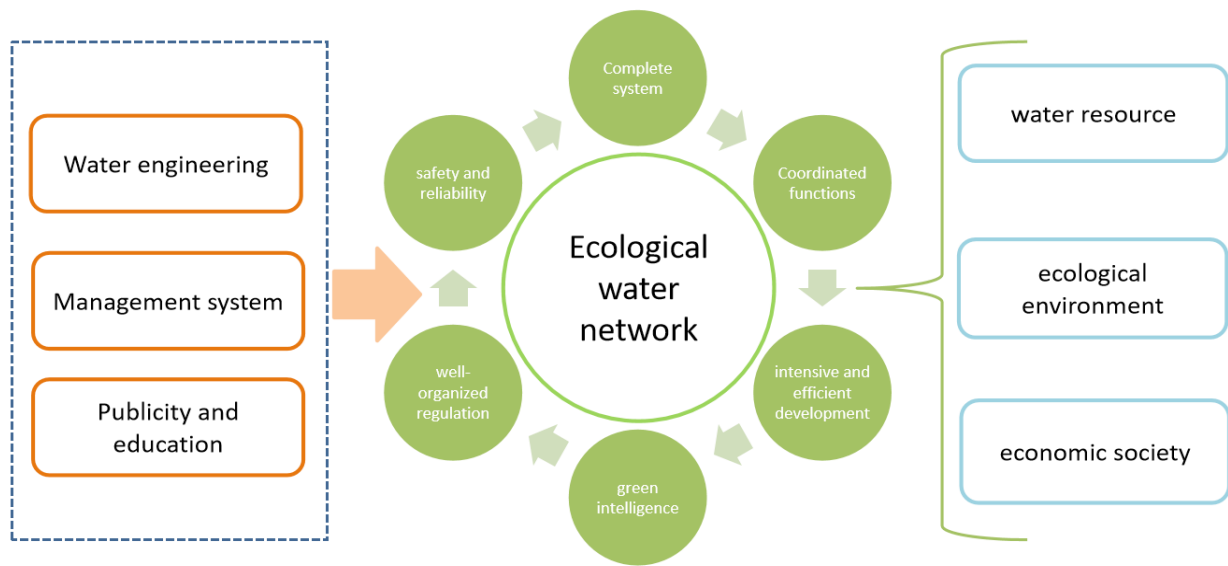 Water engineering
Management system
Publicity and
education
Complete
system
Coordinated
functions
intensive and
efficient
development
green
intelligence
well-
organized
regulation
safety and
reliability
Ecological
water
network
water resource
ecological
environment
economic society